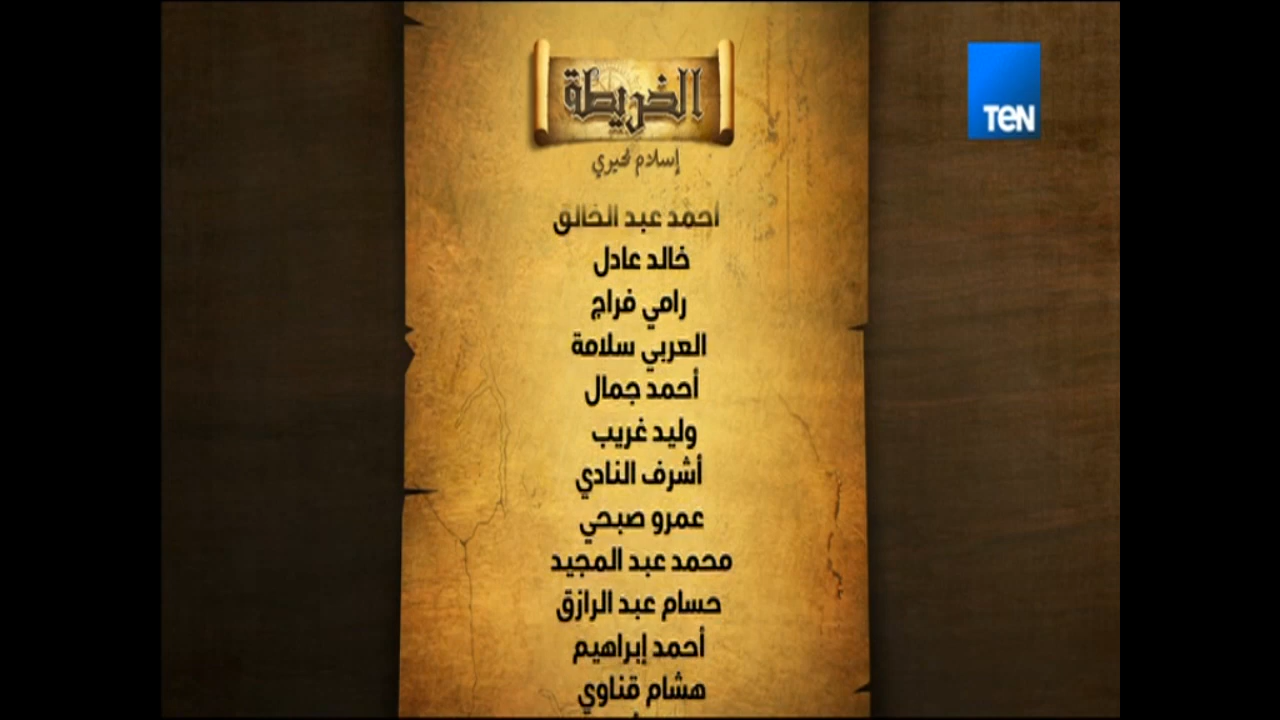 الخريطة
TeN
إسلام بحيري
أحمد عبد الخالق
خالد عادل
رامي فراج
العربي سلامة
أحمد جمال
وليد غريب
أشرف النادي
عمرو صبحي
محمد عبد المجيد
حسام عبد الرازق
أحمد إبراهيم
هشام قناوي